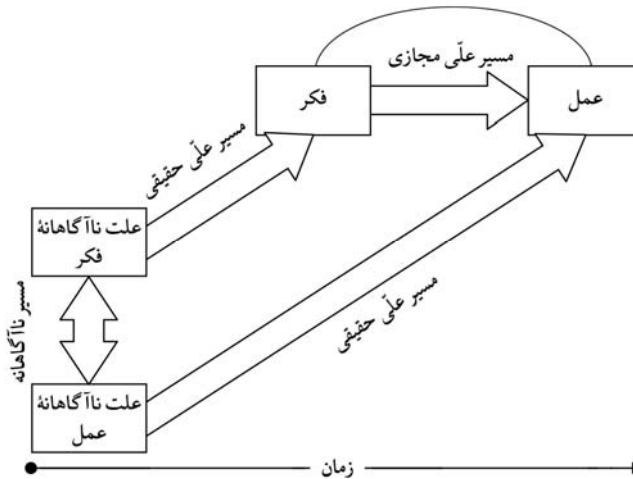 مسیر علّی مجازی
فکر
عمل
مسیر علّی حقیقی
علت ناآگاهانهٔ
فکر
مسیر ناآگاهانه
مسیر علّی حقیقی
علت ناآگاهانهٔ
عمل
زمان